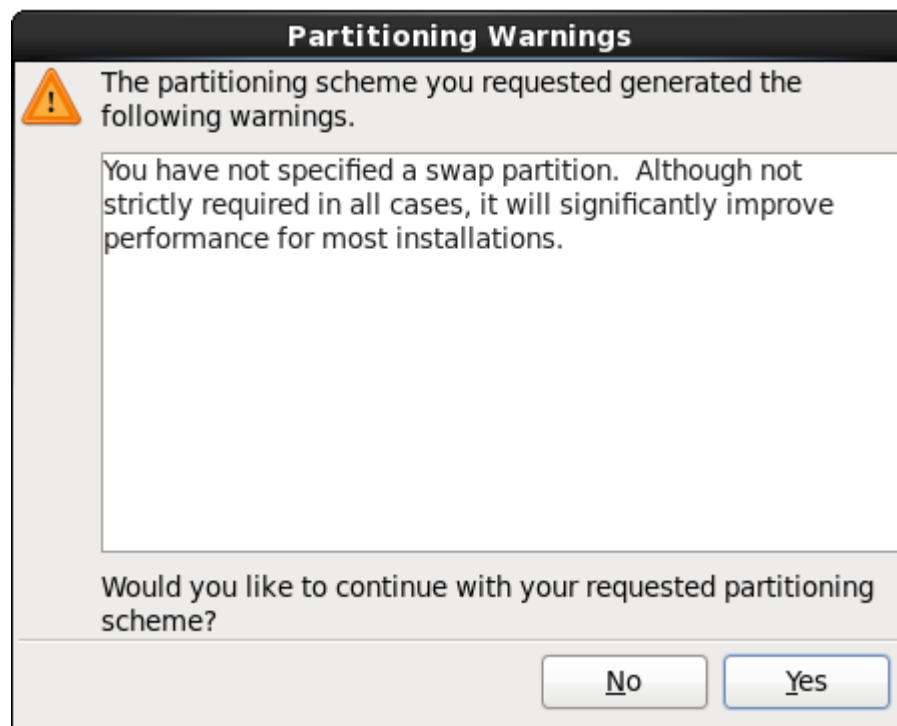 Partitioning Warnings
The partitioning scheme you requested generated the
following warnings.
You have not specified a swap partition.  Although not
strictly required in all cases, it will significantly improve
performance for most installations.
Would you like to continue with your requested partitioning
scheme?
No
Yes